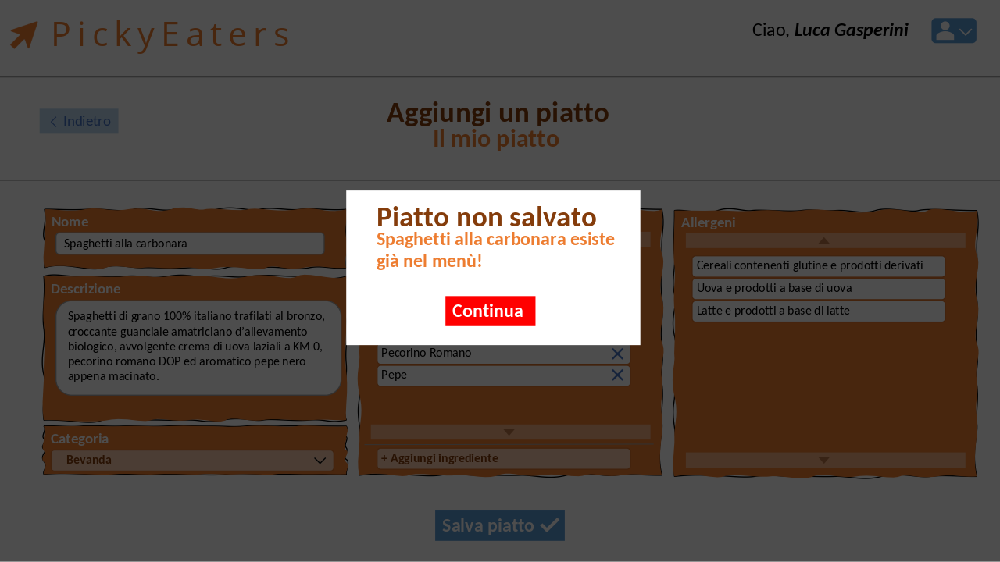 PickyEaters
Ciao, Luca Gasperini
Indietro
Aggiungi un piatto
Il mio piatto
Piatto non salvato
Spaghetti alla carbonara esiste
già nel menù!
Continua
Nome
Spaghetti alla carbonara
Descrizione
Spaghetti di grano 100% italiano trafilati al bronzo,
croccante guanciale amatriciano d’allevamento
biologico, avvolgente crema di uova laziali a KM 0,
pecorino romano DOP ed aromatico pepe nero
appena macinato.
Categoria
Bevanda
Pecorino Romano
Pepe
+ Aggiungi ingrediente
Allergeni
Cereali contenenti glutine e prodotti derivati
Uova e prodotti a base di uova
Latte e prodotti a base di latte
Salva piatto